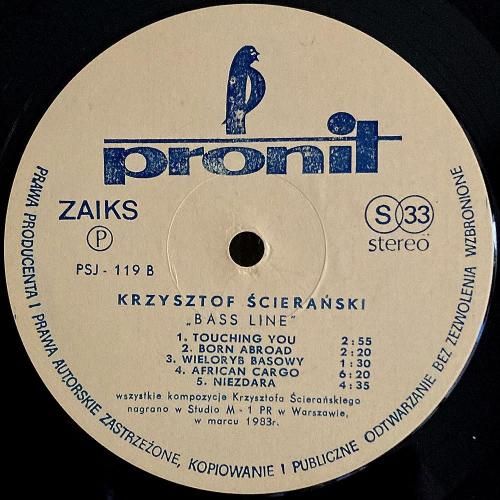 pronit
ZAIKS
P
PSJ - 119 B
S 33
stereo
KRZYSZTOF ŚCIERAŃSKI
„BASS LINE”
1. TOUCHING YOU 2:55
2. BORN ABROAD 2:20
3. WIELORYB BASOWY 1:30
4. AFRICAN CARGO 6:20
5. NIEZDARA 4:35
wszystkie kompozycje Krzysztofa Ścierańskiego
nagrano w Studio M - 1 PR w Warszawie,
w marcu 1983r.
PRAWA PRODUCENTA I PRAWA AUTORSKIE ZASTRZEŻONE, KOPIOWANIE I PUBLICZNE ODTWARZANIE BEZ ZEZWOLENIA WZBRONIONE